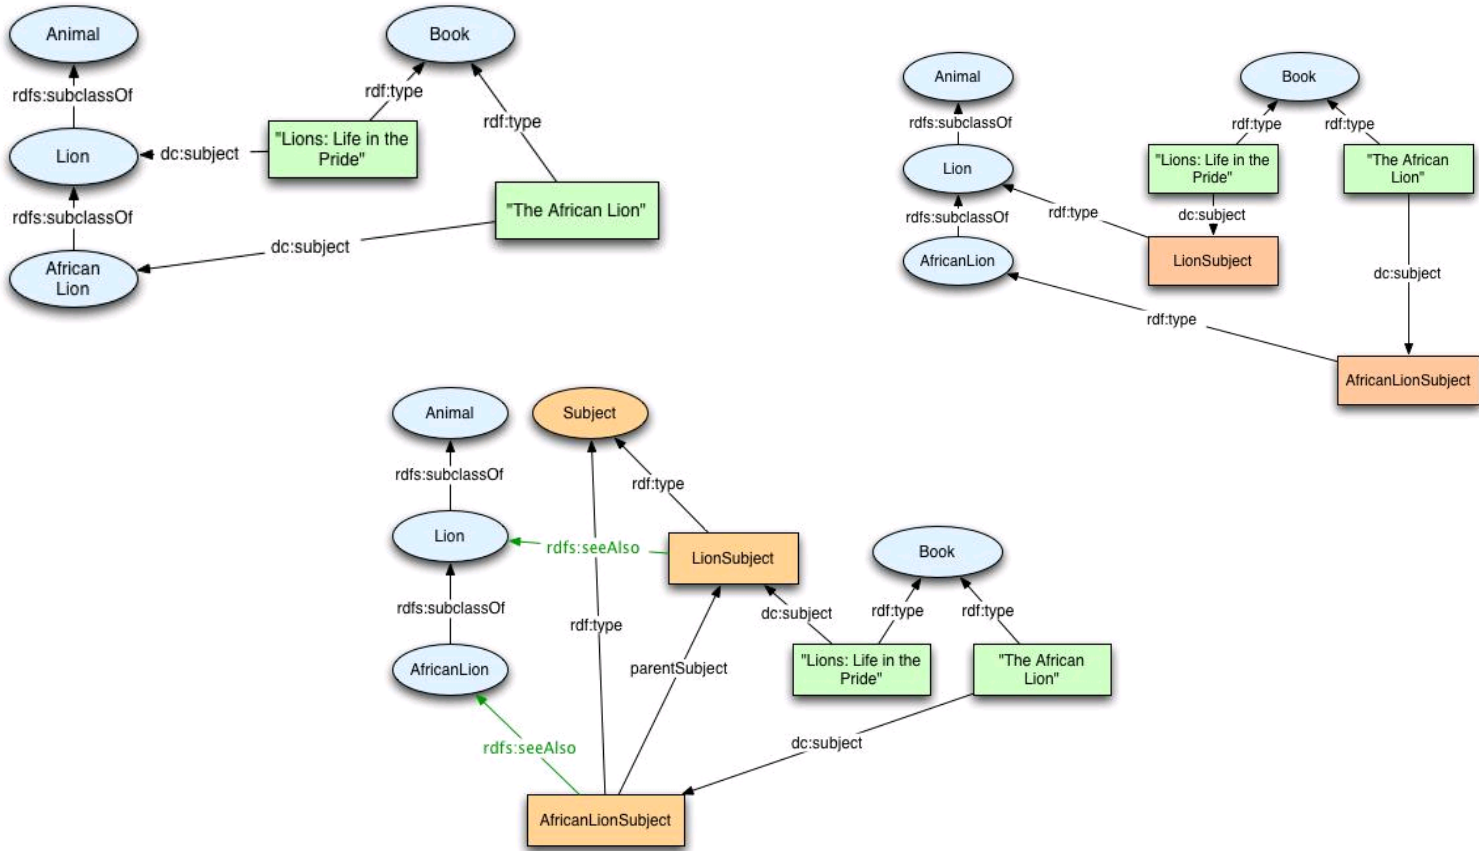 Animal
Book
rdfs:subclassOf
rdf:type
rdf:type
Lion
dc:subject
"Lions: Life in the
Pride"
rdfs:subclassOf
"The African Lion"
dc:subject
African
Lion
Animal
Book
rdfs:subclassOf
rdf:type
rdf:type
Lion
"Lions: Life in the
Pride"
"The African
Lion"
rdfs:subclassOf
rdf:type
dc:subject
AfricanLion
LionSubject
dc:subject
rdf:type
AfricanLionSubject
Animal
Subject
rdfs:subclassOf
rdf:type
Lion
rdfs:seeAlso
LionSubject
Book
rdfs:subclassOf
rdf:type
dc:subject
rdf:type
rdf:type
AfricanLion
parentSubject
"Lions: Life in the
Pride"
"The African
Lion"
rdfs:seeAlso
dc:subject
AfricanLionSubject